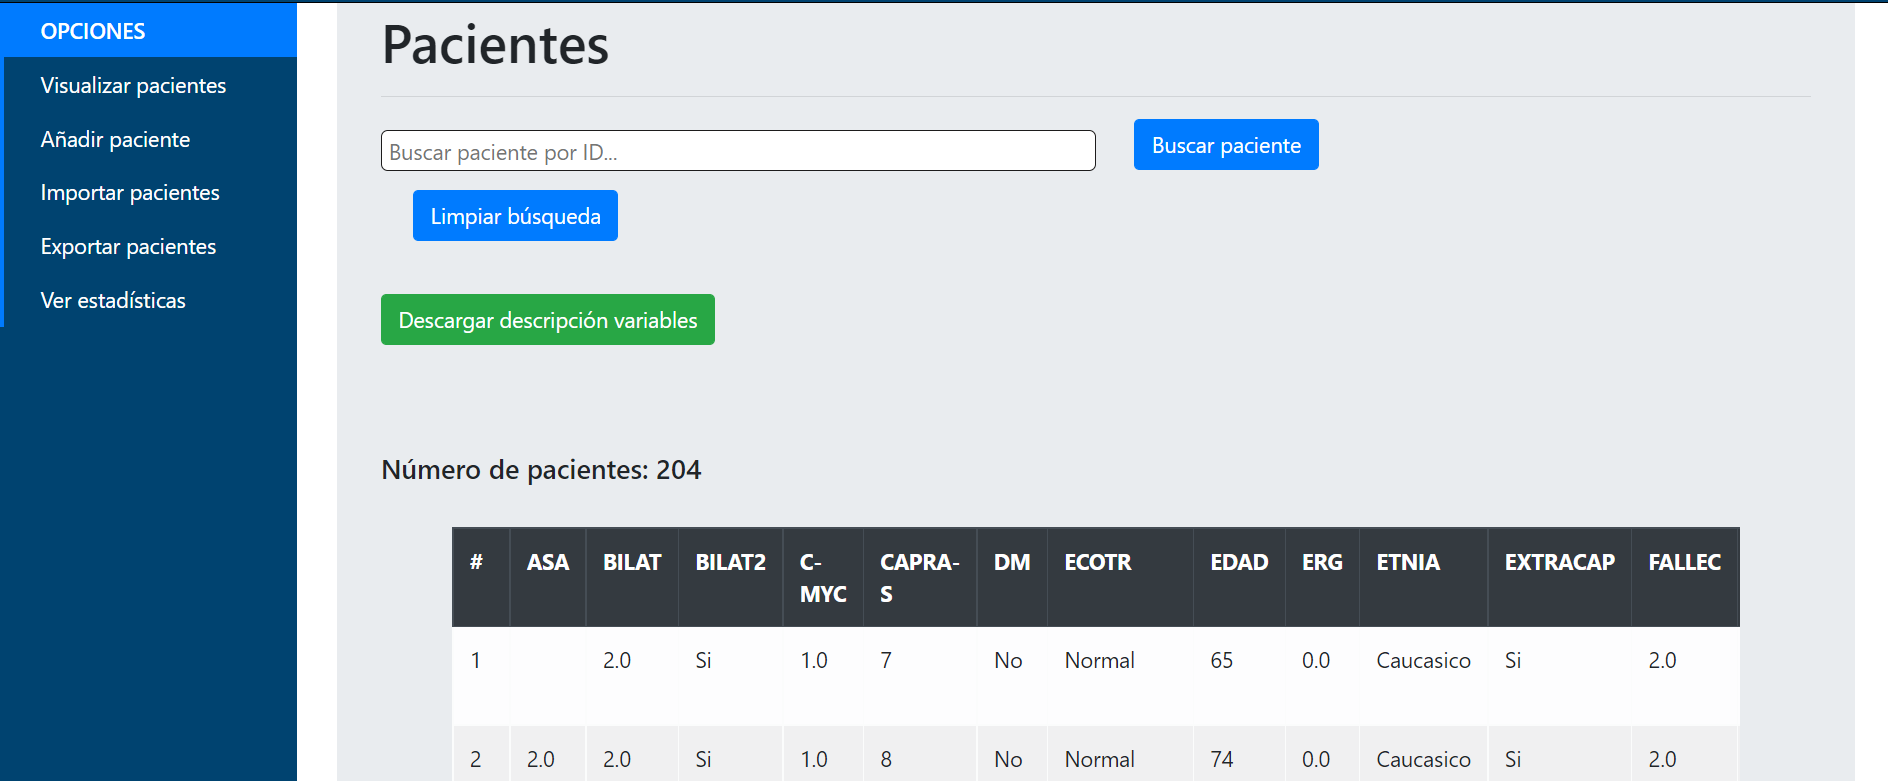 OPCIONES
Visualizar pacientes
Añadir paciente
Importar pacientes
Exportar pacientes
Ver estadísticas
Pacientes
Buscar paciente por ID...
Buscar paciente
Limpiar búsqueda
Descargar descripción variables
Número de pacientes: 204
# ASA BILAT BILAT2 C-MYC CAPRA-S DM ECOTR EDAD ERG ETNIA EXTRACAP FALLEC
1 2.0 Si 1.0 7 No Normal 65 0.0 Caucasico Si 2.0
2 2.0 2.0 Si 1.0 8 No Normal 74 0.0 Caucasico Si 2.0